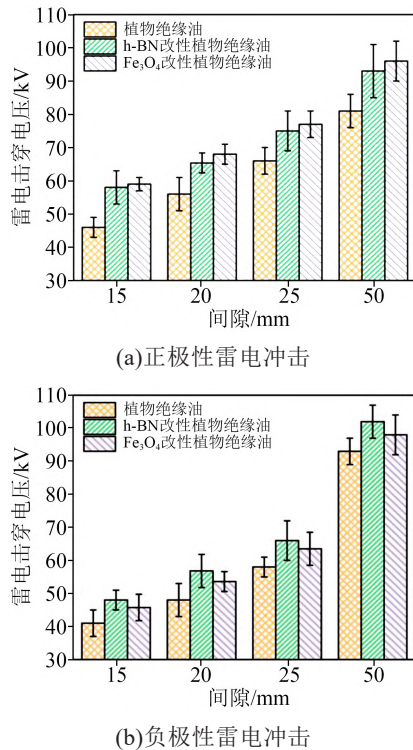 110
100
90
80
70
60
50
40
30
雷电击穿电压/kV
植物绝缘油
h-BN改性植物绝缘油
Fe₃O₄改性植物绝缘油
15 20 25 50
间隙/mm
(a)正极性雷电冲击
110
100
90
80
70
60
50
40
30
雷电击穿电压/kV
植物绝缘油
h-BN改性植物绝缘油
Fe₃O₄改性植物绝缘油
15 20 25 50
间隙/mm
(b)负极性雷电冲击